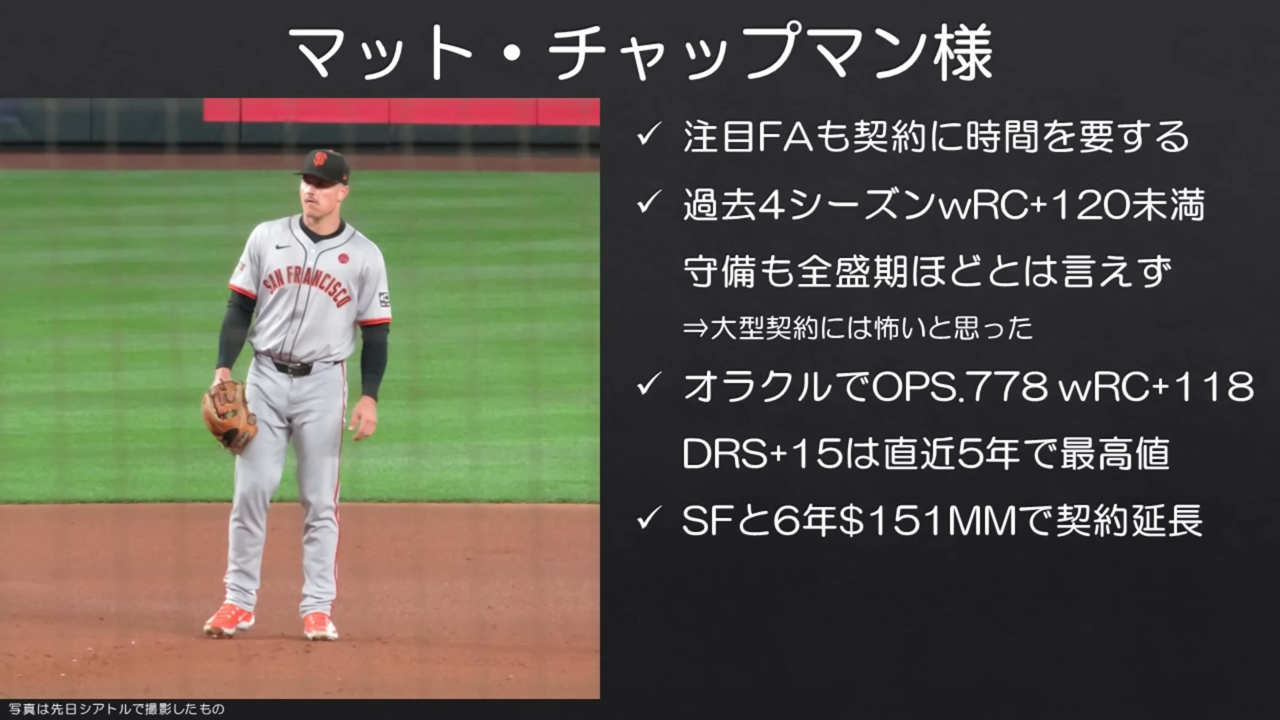 マット・チャップマン様
✓ 注目FAも契約に時間を要する
✓ 過去4シーズンwRC+120未満
守備も全盛期ほどとは言えず
⇒大型契約には怖いと思った
✓ オラクルでOPS.778 wRC+118
DRS+15は直近5年で最高値
✓ SFと6年$151MMで契約延長
SF
SAN FRANCISCO
写真は先日シアトルで撮影したもの